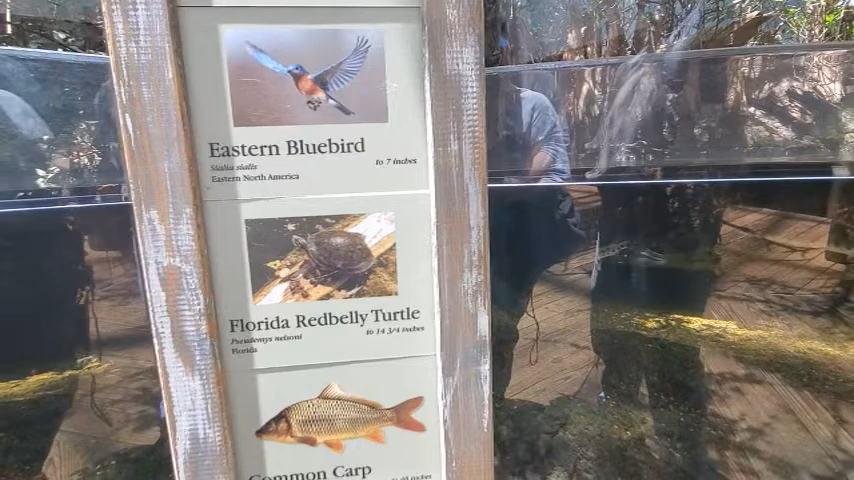 Eastern Bluebird
Sialia sialis to 7 inches
Eastern North America
Florida Redbelly Turtle
Pseudemys nelsoni to 14 3/4 inches
Florida
Common Carp
inches